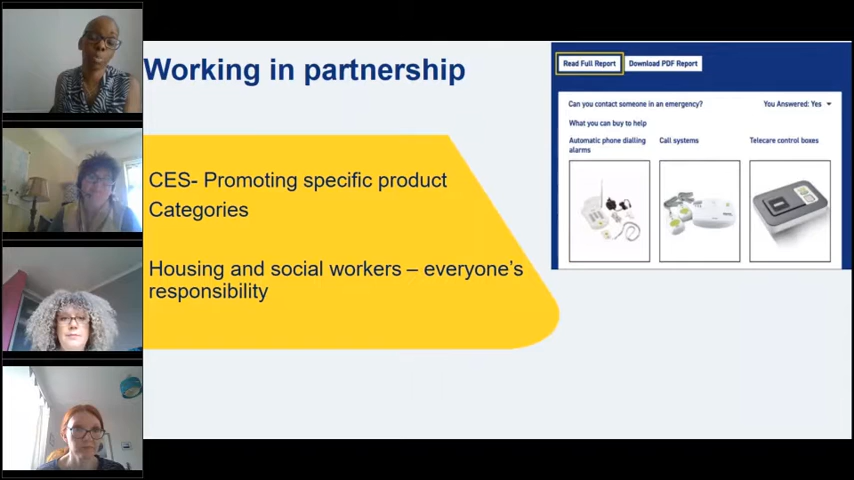 Working in partnership
CES- Promoting specific product
Categories
Housing and social workers – everyone's
responsibility
Read Full Report
Download PDF Report
Can you contact someone in an emergency?
You Answered: Yes
What you can buy to help
Automatic phone dialling
alarms
Call systems
Telecare control boxes